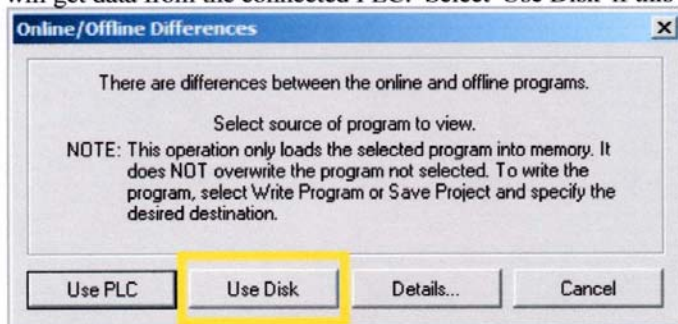 will get data from the connected PLC. Select 'Use Disk' if this
Online/Offline Differences
There are differences between the online and offline programs.
Select source of program to view.
NOTE: This operation only loads the selected program into memory. It
does NOT overwrite the program not selected. To write the
program, select Write Program or Save Project and specify the
desired destination.
Use PLC
Use Disk
Details...
Cancel